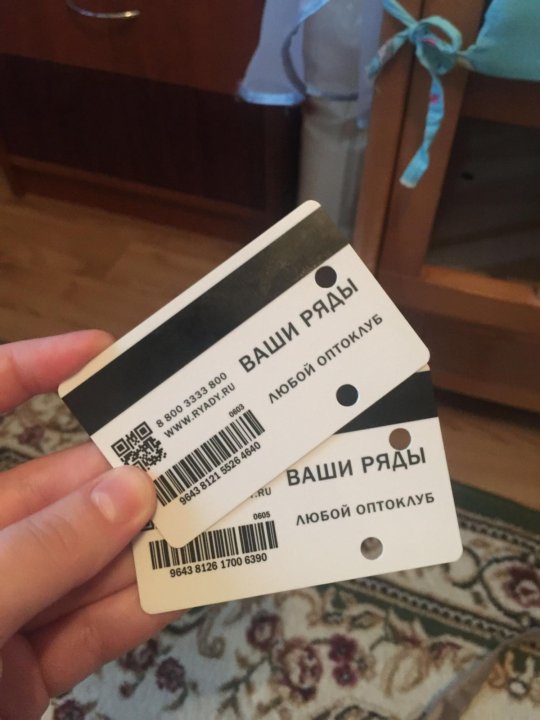 ВАШИ РЯДЫ
ЛЮБОЙ ОПТОКЛУБ
8 800 3333 800
WWW.RYADY.RU
0603
9643 8121 5526 4640
ВАШИ РЯДЫ
ЛЮБОЙ ОПТОКЛУБ
.RU
0605
9643 8126 1700 6390